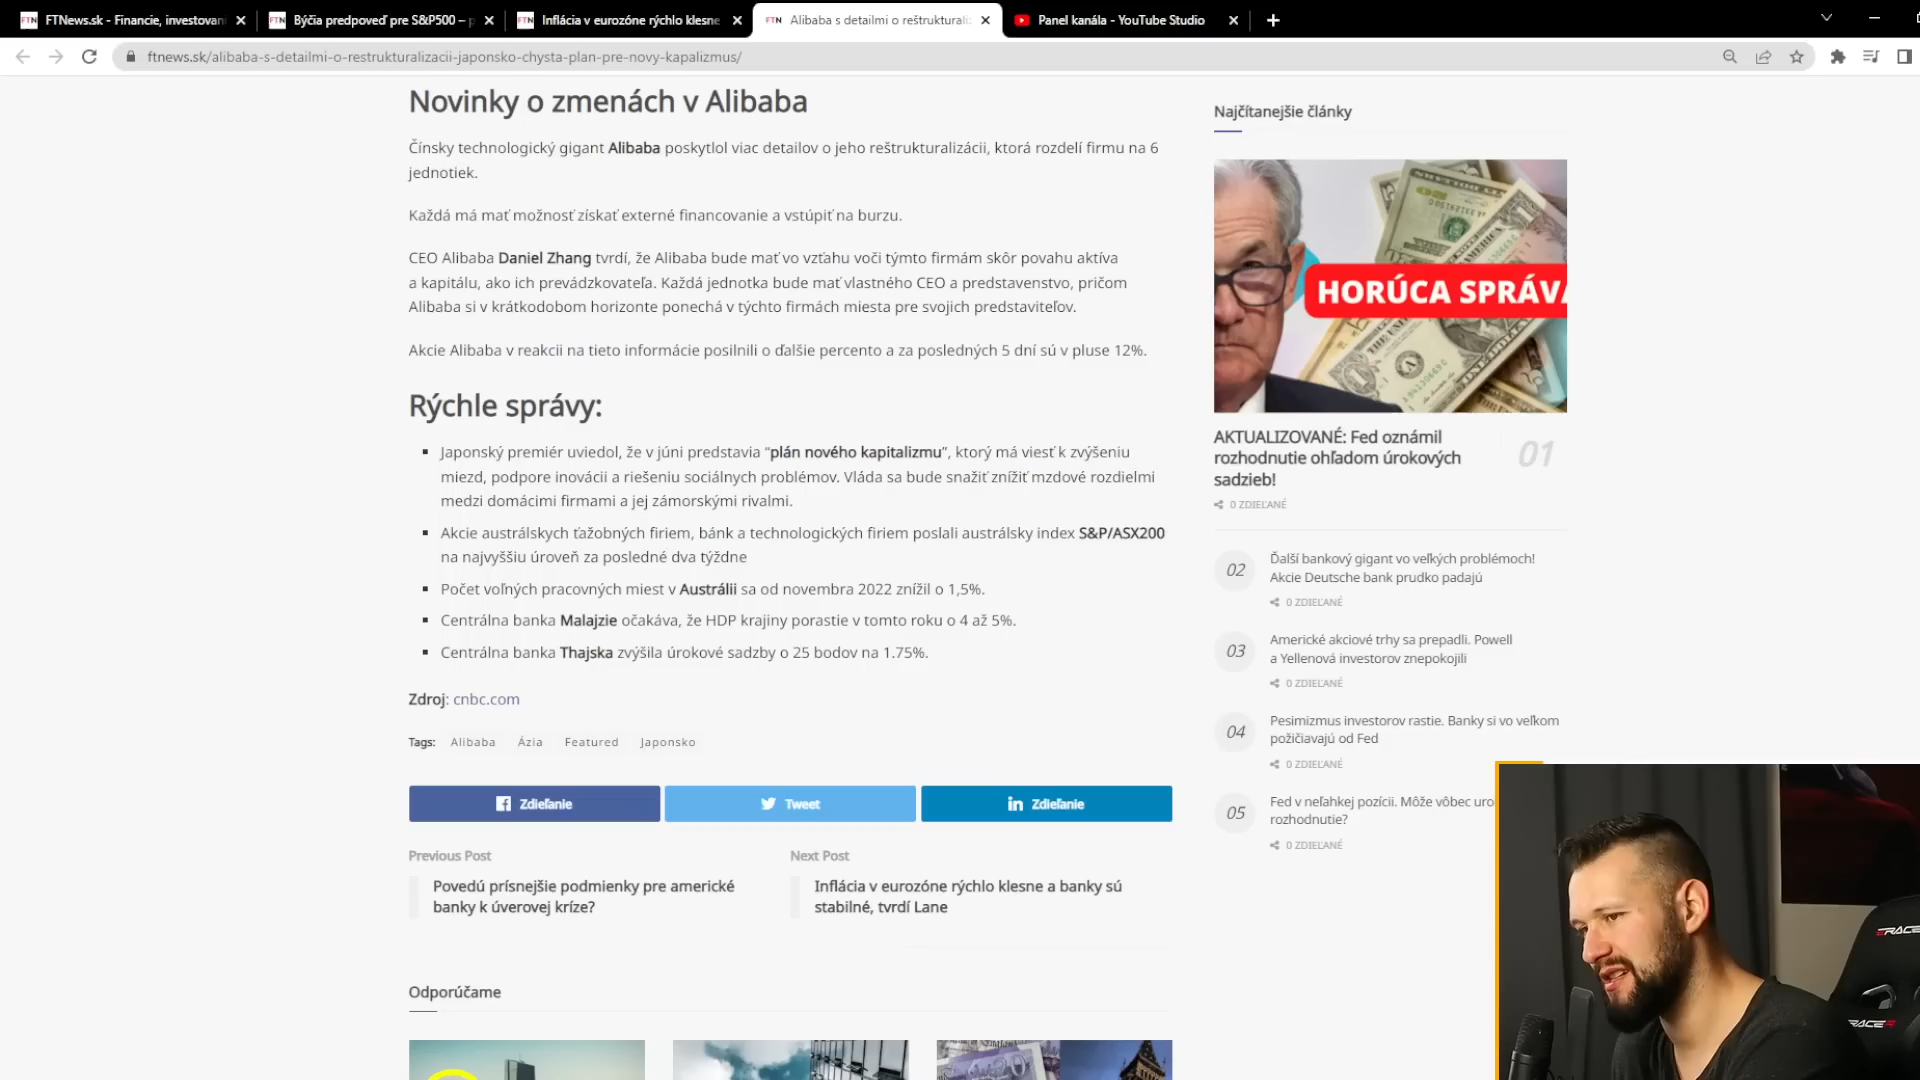 FTNews.sk - Financie, investovani
Býčia predpoveď pre S&P500 – p
Inflácia v eurozóne rýchlo klesne
Alibaba s detailmi o reštrukturali
Panel kanála - YouTube Studio
ftnews.sk/alibaba-s-detailmi-o-restrukturalizacii-japonsko-chysta-plan-pre-novy-kapalizmus/
Novinky o zmenách v Alibaba
Čínsky technologický gigant Alibaba poskytlol viac detailov o jeho reštrukturalizácii, ktorá rozdelí firmu na 6
jednotiek.
Každá má mať možnosť získať externé financovanie a vstúpiť na burzu.
CEO Alibaba Daniel Zhang tvrdí, že Alibaba bude mať vo vzťahu voči týmto firmám skôr povahu aktíva
a kapitálu, ako ich prevádzkovateľa. Každá jednotka bude mať vlastného CEO a predstavenstvo, pričom
Alibaba si v krátkodobom horizonte ponechá v týchto firmách miesta pre svojich predstaviteľov.
Akcie Alibaba v reakcii na tieto informácie posilnili o ďalšie percento a za posledných 5 dní sú v pluse 12%.
Rýchle správy:
Japonský premiér uviedol, že v júni predstavia "plán nového kapitalizmu", ktorý má viesť k zvýšeniu
miezd, podpore inovácii a riešeniu sociálnych problémov. Vláda sa bude snažiť znížiť mzdové rozdielmi
medzi domácimi firmami a jej zámorskými rivalmi.
Akcie austrálskych ťažobných firiem, bánk a technologických firiem poslali austrálsky index S&P/ASX200
na najvyššiu úroveň za posledné dva týždne
Počet voľných pracovných miest v Austrálii sa od novembra 2022 znížil o 1,5%.
Centrálna banka Malajzie očakáva, že HDP krajiny porastie v tomto roku o 4 až 5%.
Centrálna banka Thajska zvýšila úrokové sadzby o 25 bodov na 1.75%.
Zdroj: cnbc.com
Tags: Alibaba Ázia Featured Japonsko
Zdieľanie
Tweet
Zdieľanie
Previous Post
Povedú prísnejšie podmienky pre americké
banky k úverovej kríze?
Next Post
Inflácia v eurozóne rýchlo klesne a banky sú
stabilné, tvrdí Lane
Odporúčame
Najčítanejšie články
HORÚCA SPRÁVA
AKTUALIZOVANÉ: Fed oznámil
rozhodnutie ohľadom úrokových
sadzieb!
01
0 ZDIEĽANÉ
02
Ďalší bankový gigant vo veľkých problémoch!
Akcie Deutsche bank prudko padajú
0 ZDIEĽANÉ
03
Americké akciové trhy sa prepadli. Powell
a Yellenová investorov znepokojili
0 ZDIEĽANÉ
04
Pesimizmus investorov rastie. Banky si vo veľkom
požičiavajú od Fed
0 ZDIEĽANÉ
05
Fed v neľahkej pozícii. Môže vôbec uro
rozhodnutie?
0 ZDIEĽANÉ